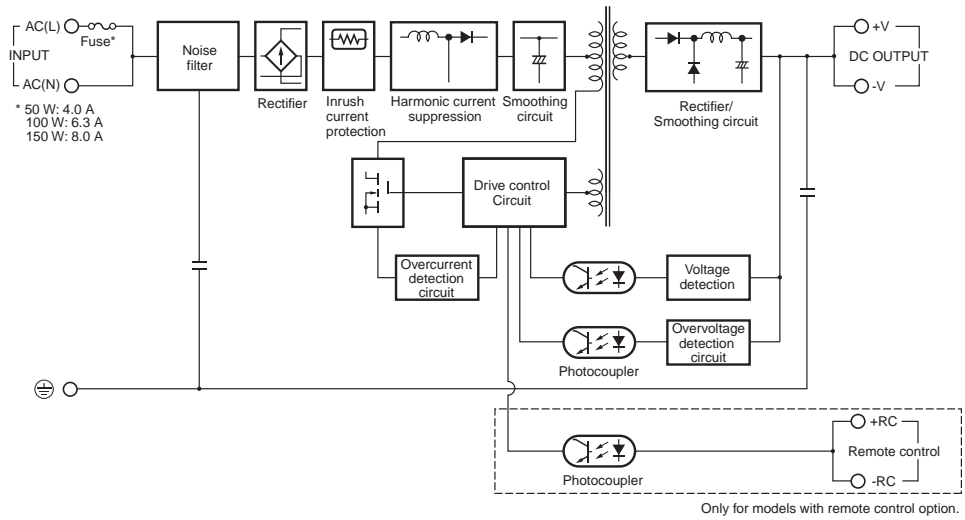 AC(L)
Fuse*
INPUT
AC(N)
* 50 W: 4.0 A
100 W: 6.3 A
150 W: 8.0 A
Noise
filter
Rectifier
Inrush
current
protection
Harmonic current
suppression
Smoothing
circuit
Rectifier/
Smoothing circuit
+V
DC OUTPUT
-V
Drive control
Circuit
Overcurrent
detection
circuit
Voltage
detection
Overvoltage
detection
circuit
Photocoupler
+RC
Remote control
-RC
Photocoupler
Only for models with remote control option.